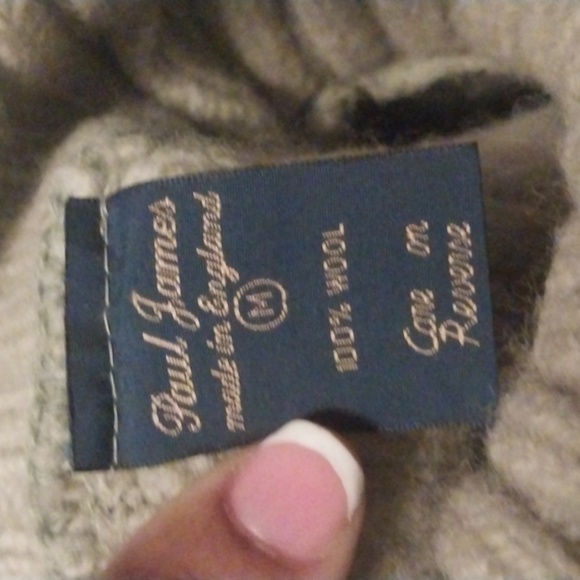 Paul James
made in England
M
100% WOOL
Care on
Reverse